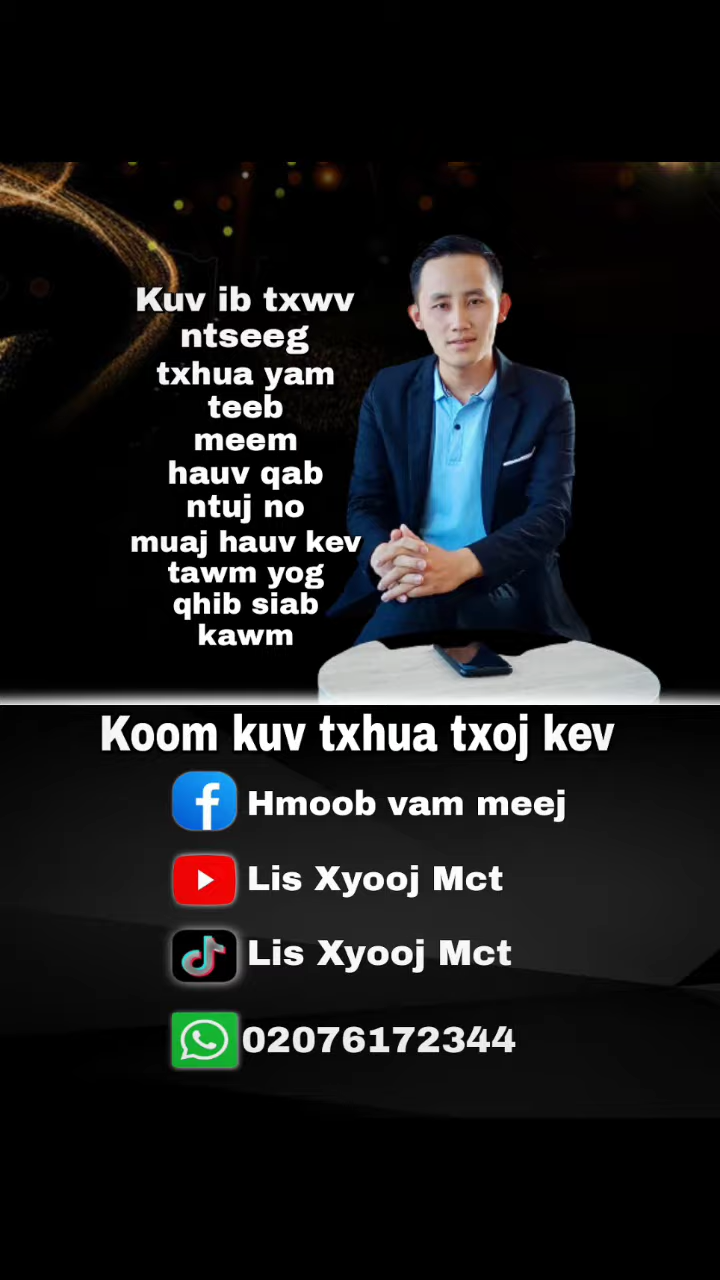 Kuv ib txwv
ntseeg
txhua yam
teeb
meem
hauv qab
ntuj no
muaj hauv kev
tawm yog
qhib siab
kawm
Koom kuv txhua txoj kev
Hmoob vam meej
Lis Xyooj Mct
Lis Xyooj Mct
02076172344